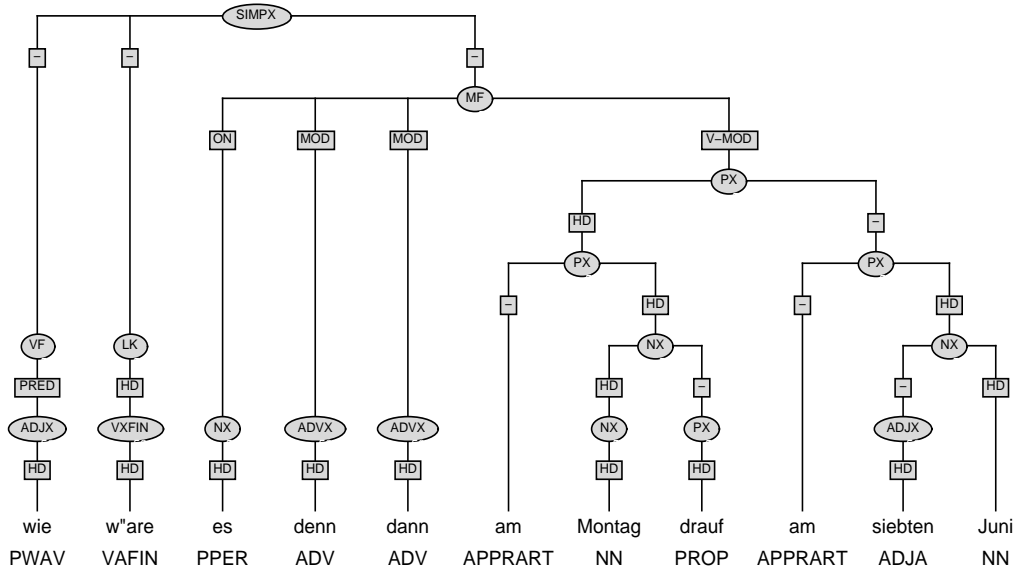 SIMPX
– – –
MF
ON MOD MOD V–MOD
PX
HD –
PX PX
– HD – HD
VF LK NX NX
PRED HD HD – – HD
ADJX VXFIN NX ADVX ADVX NX PX ADJX
HD HD HD HD HD HD HD HD
wie w"are es denn dann am Montag drauf am siebten Juni
PWAV VAFIN PPER ADV ADV APPRART NN PROP APPRART ADJA NN